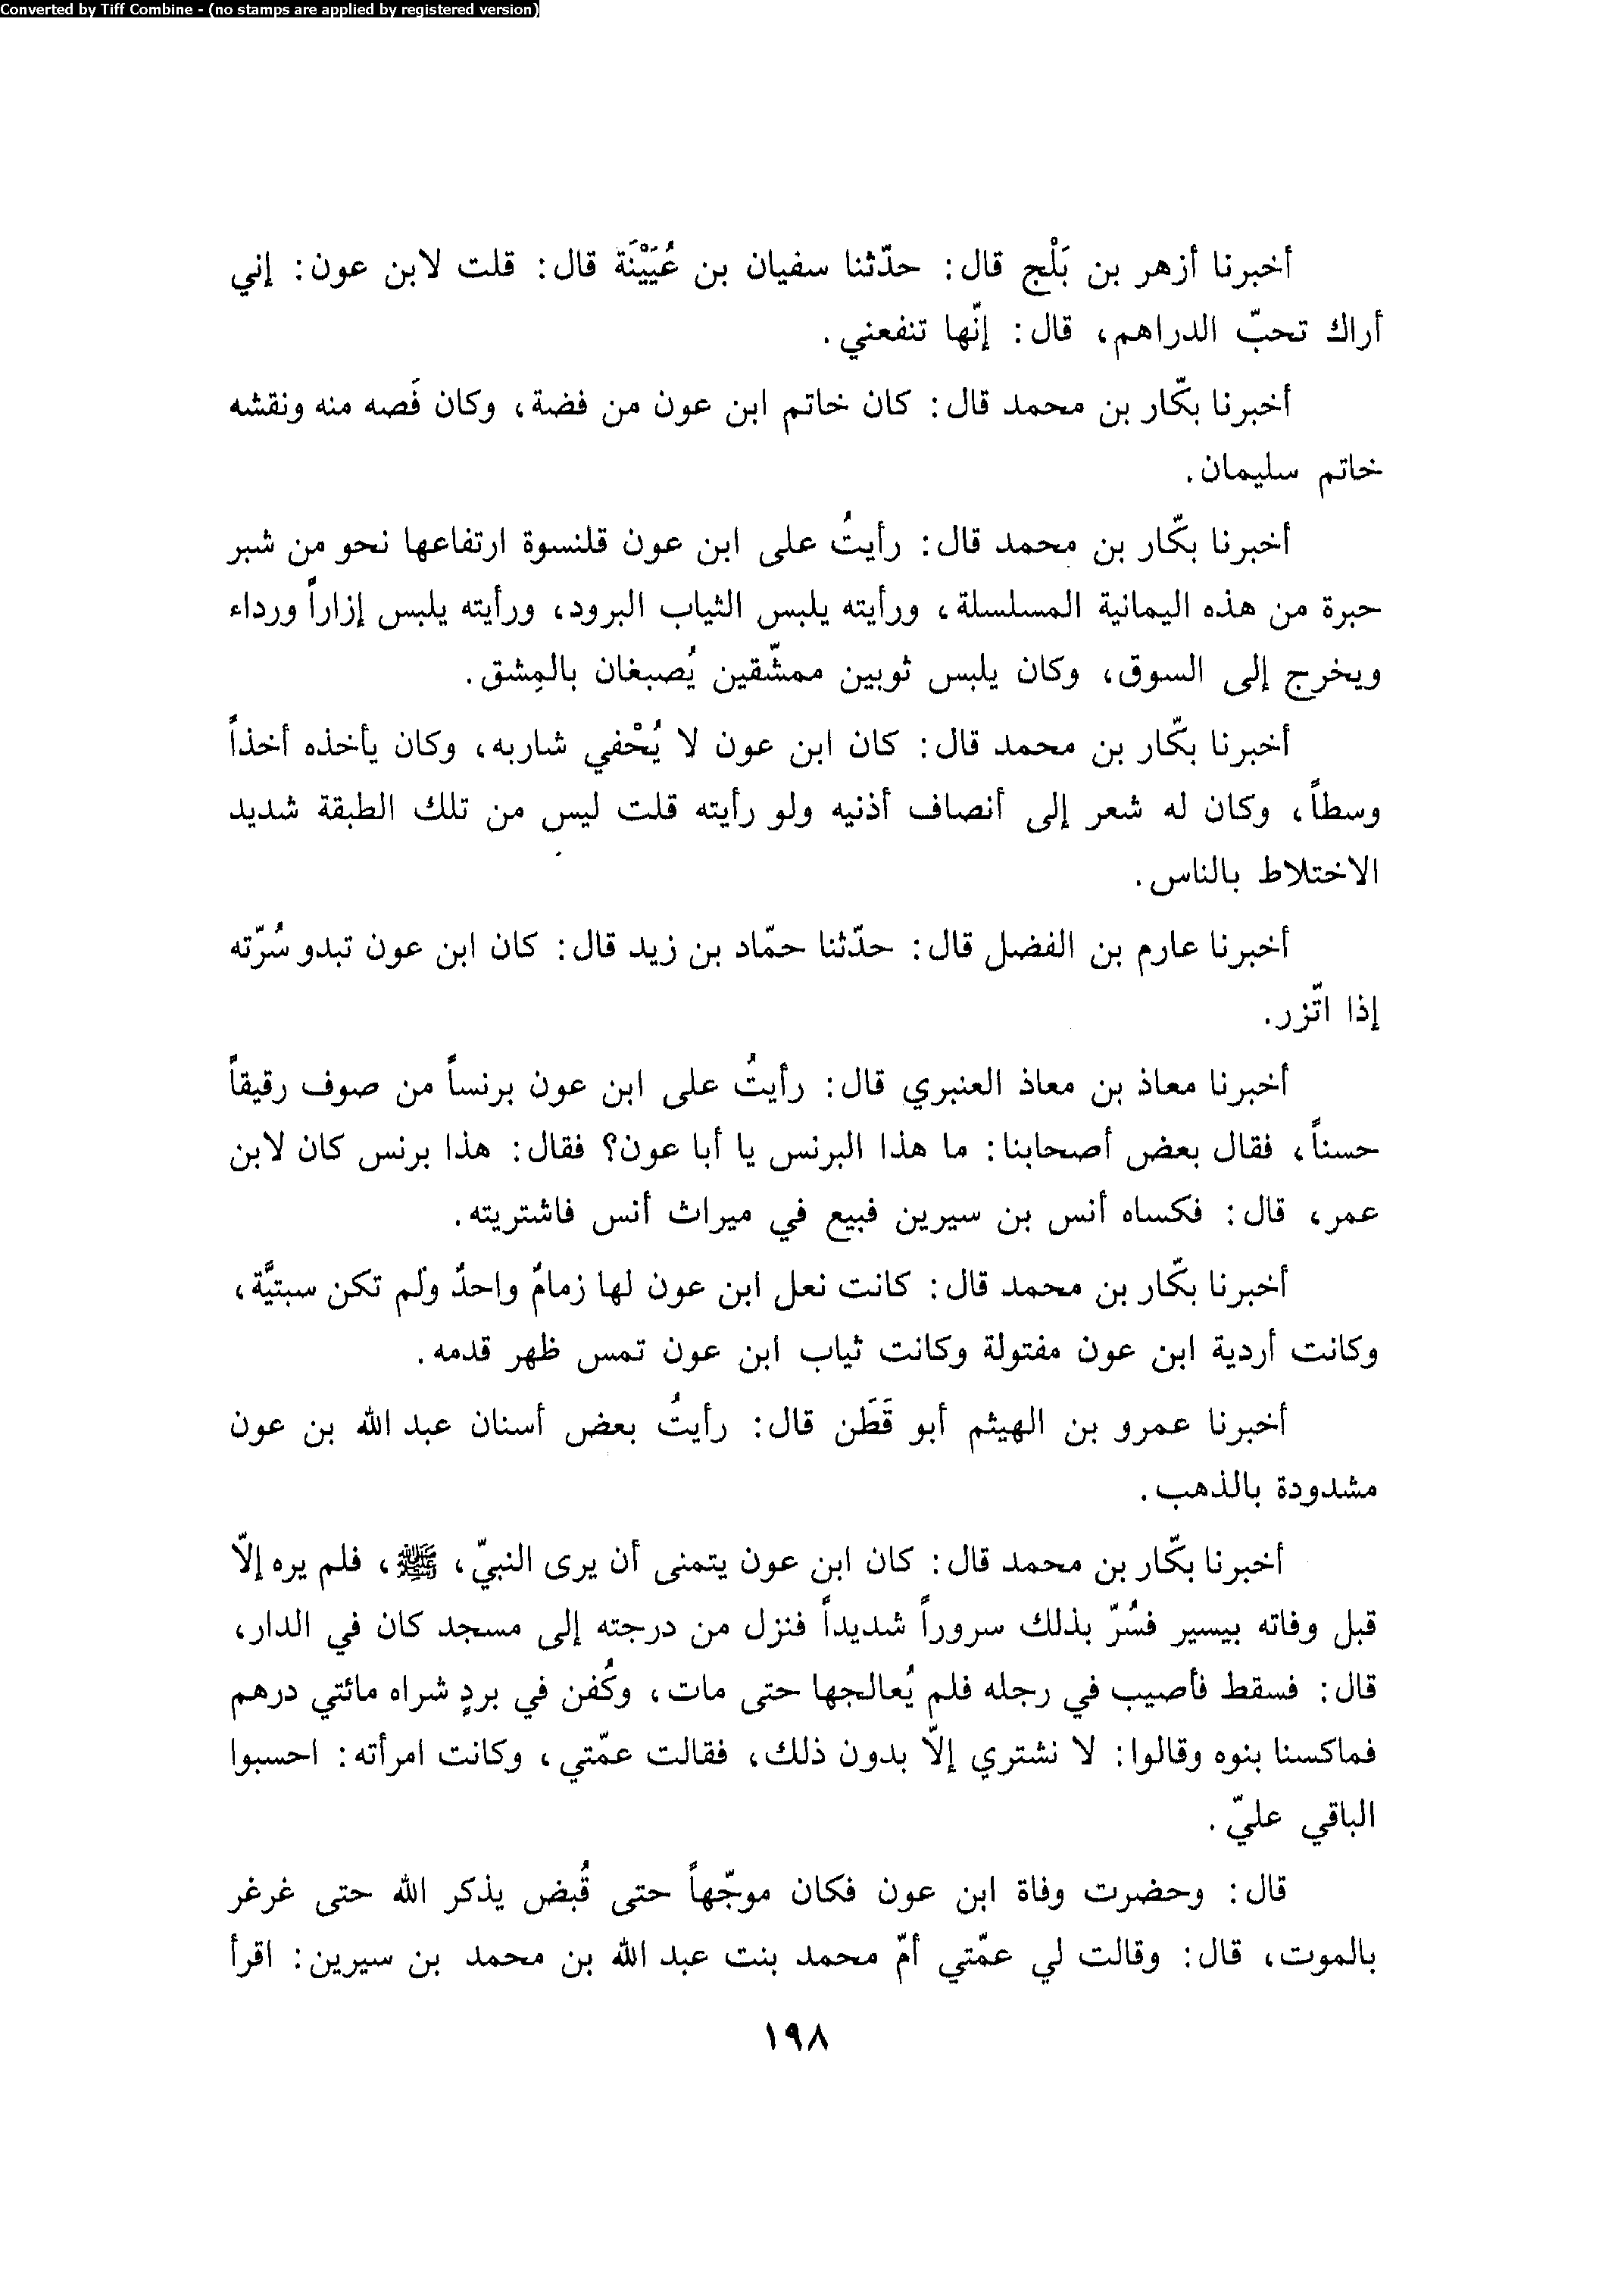 Converted by Tiff Combine - (no stamps are applied by registered version)
أخبرنا أزهر بن بَلْج قال: حدّثنا سفيان بن عُيَيْنَة قال: قلت لابن عون: إني
أراك تحبّ الدراهم، قال: إنّها تنفعني.
أخبرنا بكّار بن محمد قال: كان خاتم ابن عون من فضة، وكان فَصه منه ونقشه
خاتم سليمان.
أخبرنا بكّار بن محمد قال: رأيتُ على ابن عون قلنسوة ارتفاعها نحو من شبر
حبرة من هذه اليمانية المسلسلة، ورأيته يلبس الثياب البرود، ورأيته يلبس إزاراً ورداء
ويخرج إلى السوق، وكان يلبس ثوبين ممشّقين يُصبغان بالمِشق.
أخبرنا بكّار بن محمد قال: كان ابن عون لا يُحْفي شاربه، وكان يأخذه أخذاً
وسطاً، وكان له شعر إلى أنصاف أذنيه ولو رأيته قلت ليس من تلك الطبقة شديد
الاختلاط بالناس.
أخبرنا عارم بن الفضل قال: حدّثنا حمّاد بن زيد قال: كان ابن عون تبدو سُرّته
إذا اتّزر.
أخبرنا معاذ بن معاذ العنبري قال: رأيتُ على ابن عون برنساً من صوف رقيقاً
حسناً، فقال بعض أصحابنا: ما هذا البرنس يا أبا عون؟ فقال: هذا برنس كان لابن
عمر، قال: فكساه أنس بن سيرين فبيع في ميراث أنس فاشتريته.
أخبرنا بكّار بن محمد قال: كانت نعل ابن عون لها زمامٌ واحدٌ ولم تكن سبتيَّة،
وكانت أردية ابن عون مفتولة وكانت ثياب ابن عون تمس ظهر قدمه.
أخبرنا عمرو بن الهيثم أبو قَطَن قال: رأيتُ بعض أسنان عبد الله بن عون
مشدودة بالذهب.
أخبرنا بكّار بن محمد قال: كان ابن عون يتمنى أن يرى النبيّ، ﷺ، فلم يره إلاّ
قبل وفاته بيسير فسُرّ بذلك سروراً شديداً فنزل من درجته إلى مسجد كان في الدار،
قال: فسقط فأصيب في رجله فلم يُعالجها حتى مات، وكُفن في بردٍ شراه مائتي درهم
فماكسنا بنوه وقالوا: لا نشتري إلاّ بدون ذلك، فقالت عمّتي، وكانت امرأته: احسبوا
الباقي عليّ.
قال: وحضرت وفاة ابن عون فكان موجّهاً حتى قُبض يذكر الله حتى غرغر
بالموت، قال: وقالت لي عمّتي أمّ محمد بنت عبد الله بن محمد بن سيرين: اقرأ
١٩٨